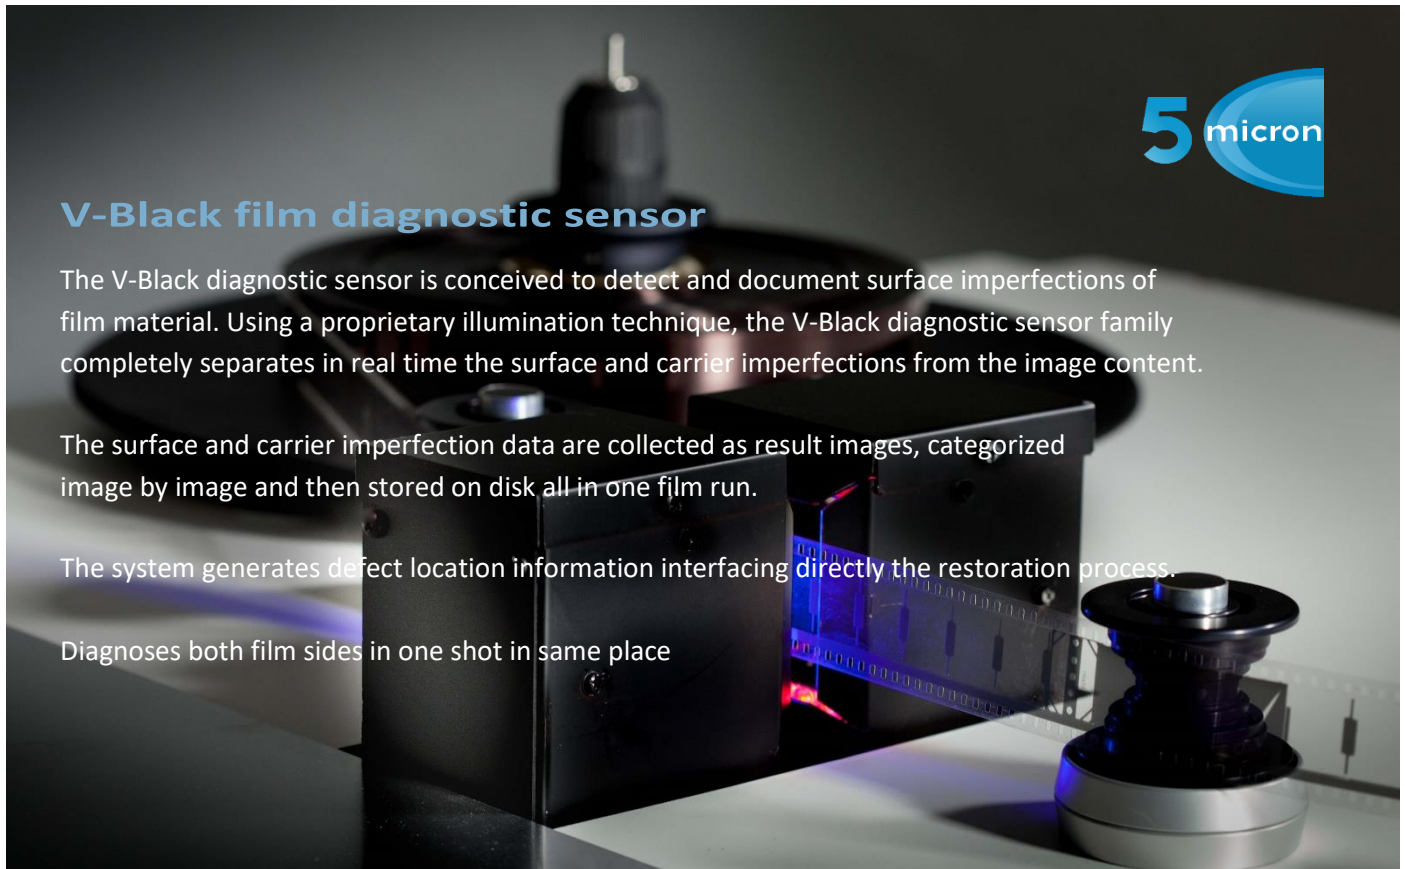 5 micron
V-Black film diagnostic sensor
The V-Black diagnostic sensor is conceived to detect and document surface imperfections of
film material. Using a proprietary illumination technique, the V-Black diagnostic sensor family
completely separates in real time the surface and carrier imperfections from the image content.
The surface and carrier imperfection data are collected as result images, categorized
image by image and then stored on disk all in one film run.
The system generates defect location information interfacing directly the restoration process.
Diagnoses both film sides in one shot in same place